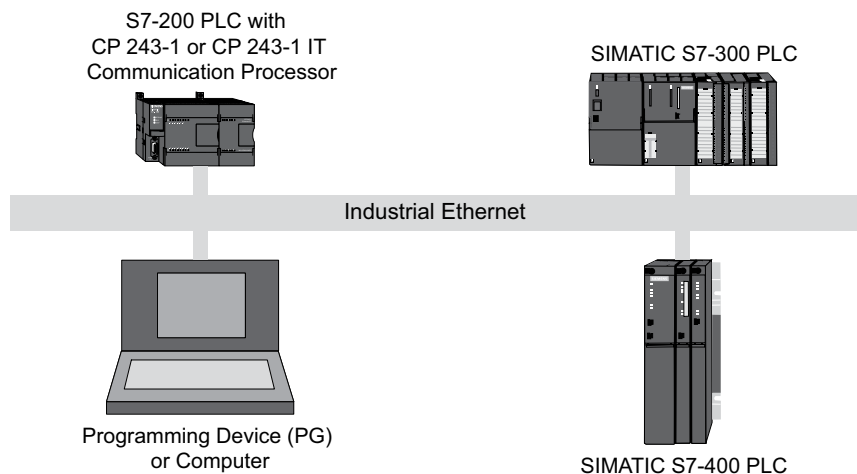 S7-200 PLC with
CP 243-1 or CP 243-1 IT
Communication Processor
SIMATIC S7-300 PLC
Industrial Ethernet
Programming Device (PG)
or Computer
SIMATIC S7-400 PLC